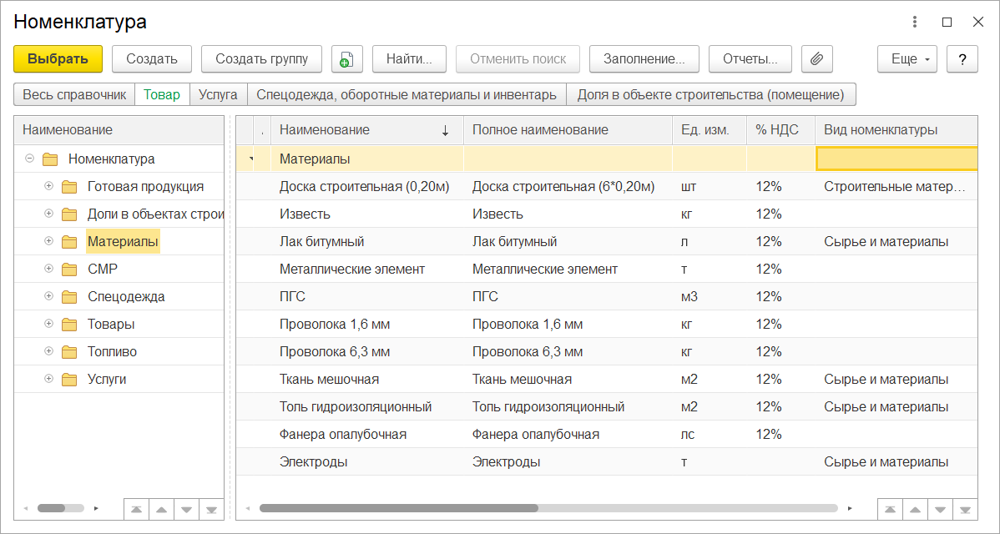 Номенклатура
Выбрать Создать Создать группу Найти... Отменить поиск Заполнение... Отчеты... Еще ?
Весь справочник Товар Услуга Спецодежда, оборотные материалы и инвентарь Доля в объекте строительства (помещение)
Наименование
Номенклатура
Готовая продукция
Доли в объектах строи
Материалы
СМР
Спецодежда
Товары
Топливо
Услуги
. Наименование ↓ Полное наименование Ед. изм. % НДС Вид номенклатуры
Материалы
Доска строительная (0,20м) Доска строительная (6*0,20м) шт 12% Строительные матер...
Известь Известь кг 12%
Лак битумный Лак битумный л 12% Сырье и материалы
Металлические элемент Металлические элемент т 12%
ПГС ПГС м3 12%
Проволока 1,6 мм Проволока 1,6 мм кг 12%
Проволока 6,3 мм Проволока 6,3 мм кг 12%
Ткань мешочная Ткань мешочная м2 12% Сырье и материалы
Толь гидроизоляционный Толь гидроизоляционный м2 12% Сырье и материалы
Фанера опалубочная Фанера опалубочная лс 12%
Электроды Электроды т Сырье и материалы